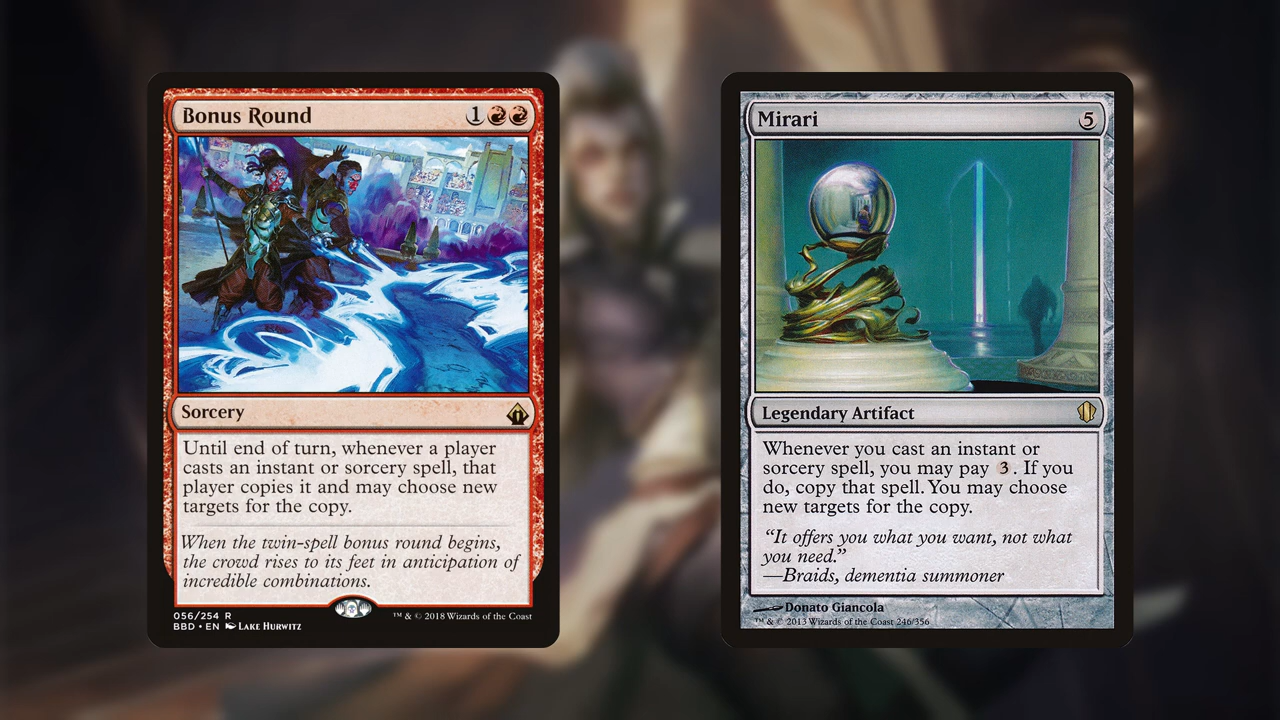 Bonus Round 1
Sorcery
Until end of turn, whenever a player
casts an instant or sorcery spell, that
player copies it and may choose new
targets for the copy.
When the twin-spell bonus round begins,
the crowd rises to its feet in anticipation of
incredible combinations.
056/254 R
BBD • EN Lake Hurwitz
™ & © 2018 Wizards of the Coast
Mirari 5
Legendary Artifact
Whenever you cast an instant or
sorcery spell, you may pay 3. If you
do, copy that spell. You may choose
new targets for the copy.
“It offers you what you want, not what
you need.”
—Braids, dementia summoner
Donato Giancola
™ & © 2013 Wizards of the Coast 246/356